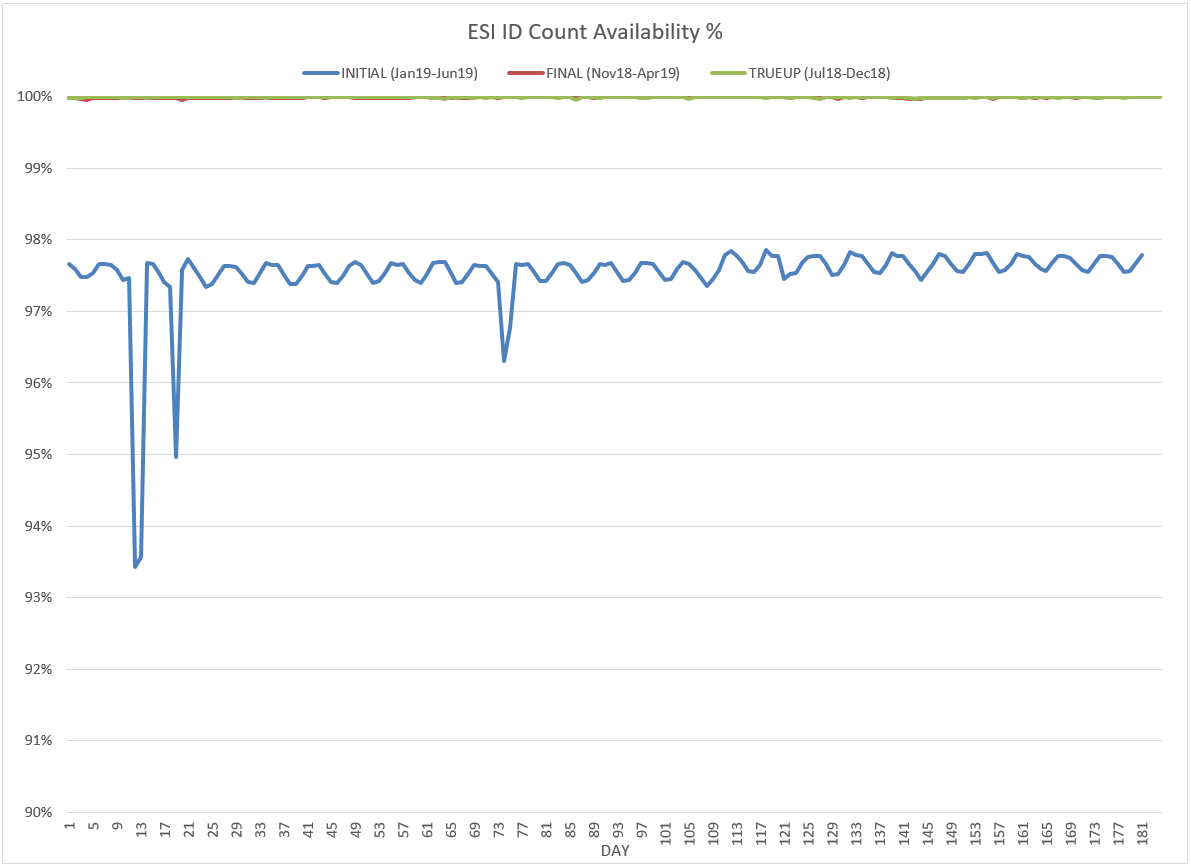 ESI ID Count Availability %
INITIAL (Jan19-Jun19) FINAL (Nov18-Apr19) TRUEUP (Jul18-Dec18)
100%
99%
98%
97%
96%
95%
94%
93%
92%
91%
90%
1 5 9 13 17 21 25 29 33 37 41 45 49 53 57 61 65 69 73 77 81 85 89 93 97 101 105 109 113 117 121 125 129 133 137 141 145 149 153 157 161 165 169 173 177 181
DAY